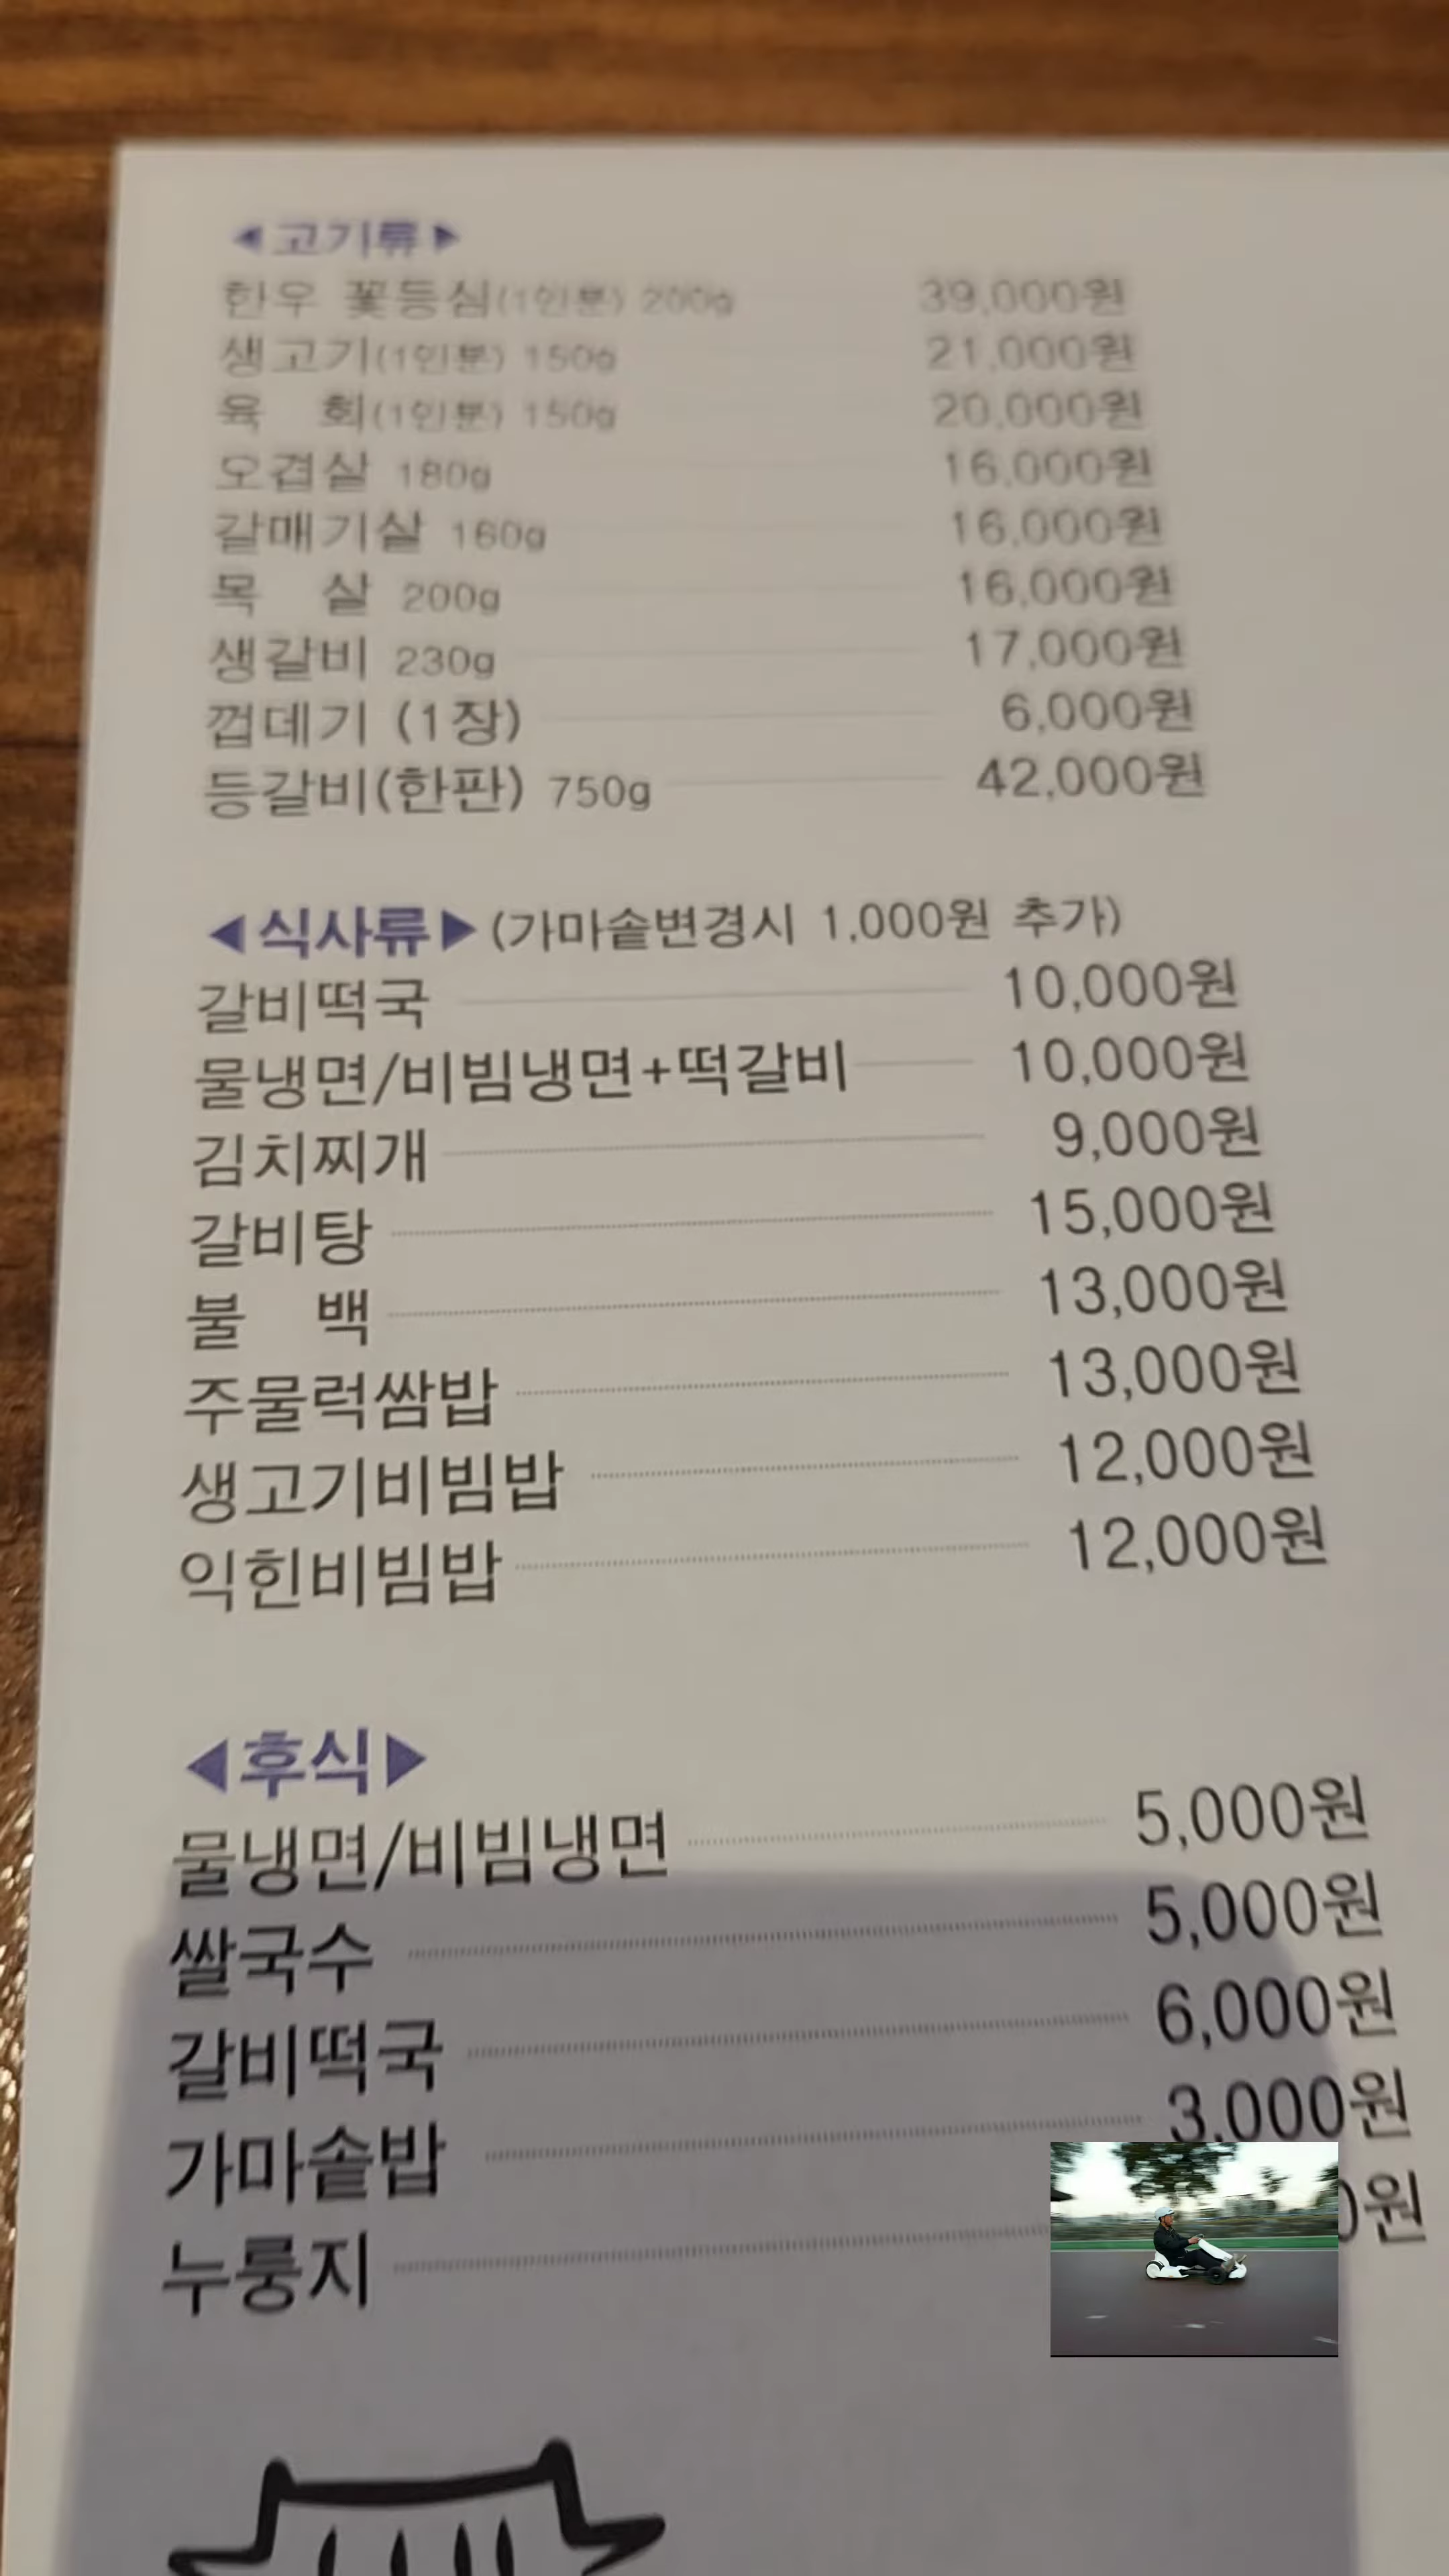 ◀고기류▶
한우 꽃등심(1인분) 200g 39,000원
생고기(1인분) 150g 21,000원
육 회(1인분) 150g 20,000원
오겹살 180g 16,000원
갈매기살 160g 16,000원
목 살 200g 16,000원
생갈비 230g 17,000원
껍데기 (1장) 6,000원
등갈비(한판) 750g 42,000원
◀식사류▶(가마솥변경시 1,000원 추가)
갈비떡국 10,000원
물냉면/비빔냉면+떡갈비 10,000원
김치찌개 9,000원
갈비탕 15,000원
불 백 13,000원
주물럭쌈밥 13,000원
생고기비빔밥 12,000원
익힌비빔밥 12,000원
◀후식▶
물냉면/비빔냉면 5,000원
쌀국수 5,000원
갈비떡국 6,000원
가마솥밥 3,000원
누룽지 원